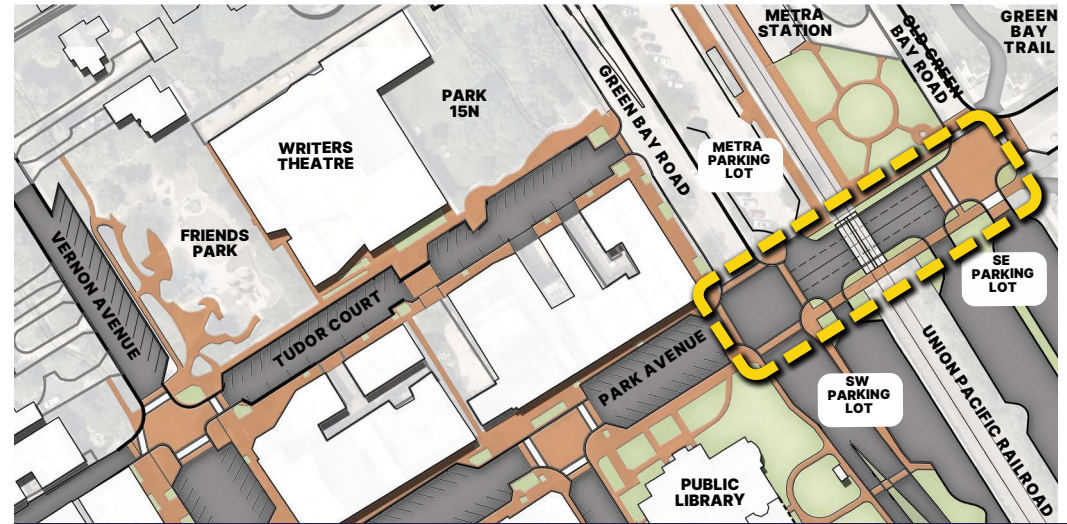 METRA
STATION
OLD GREEN
BAY ROAD
GREEN
BAY
TRAIL
GREEN BAY ROAD
PARK
15N
WRITERS
THEATRE
METRA
PARKING
LOT
FRIENDS
PARK
VERNON AVENUE
SE
PARKING
LOT
TUDOR COURT
PARK AVENUE
SW
PARKING
LOT
UNION PACIFIC RAILROAD
PUBLIC
LIBRARY